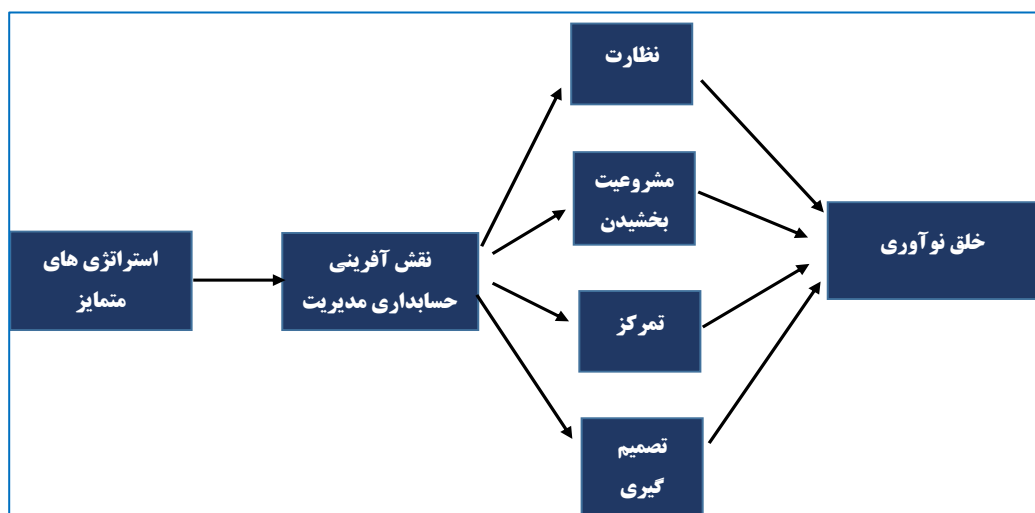 نظارت
مشروعیت
بخشیدن
خلق نوآوری
استراتژی های
متمایز
نقش آفرینی
حسابداری مدیریت
تمرکز
تصمیم
گیری